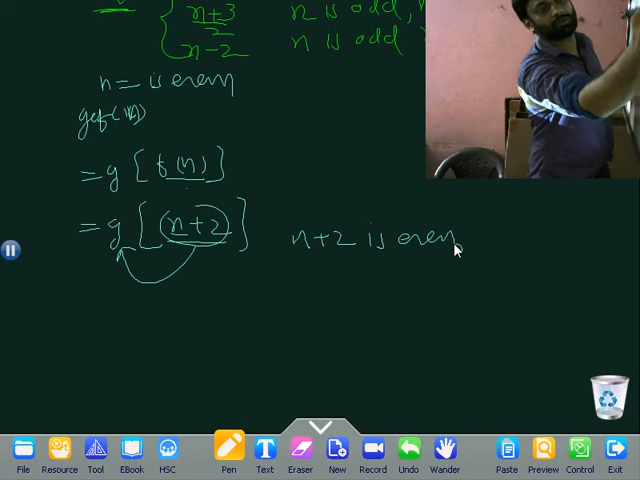 n+3 n is odd,
2
n-2 n is odd
n = is even
gof(n)
= g [ f(n) ]
= g [ (n+2) ] n+2 is even
File Resource Tool EBook HSC Pen Text Eraser New Record Undo Wander Paste Preview Control Exit